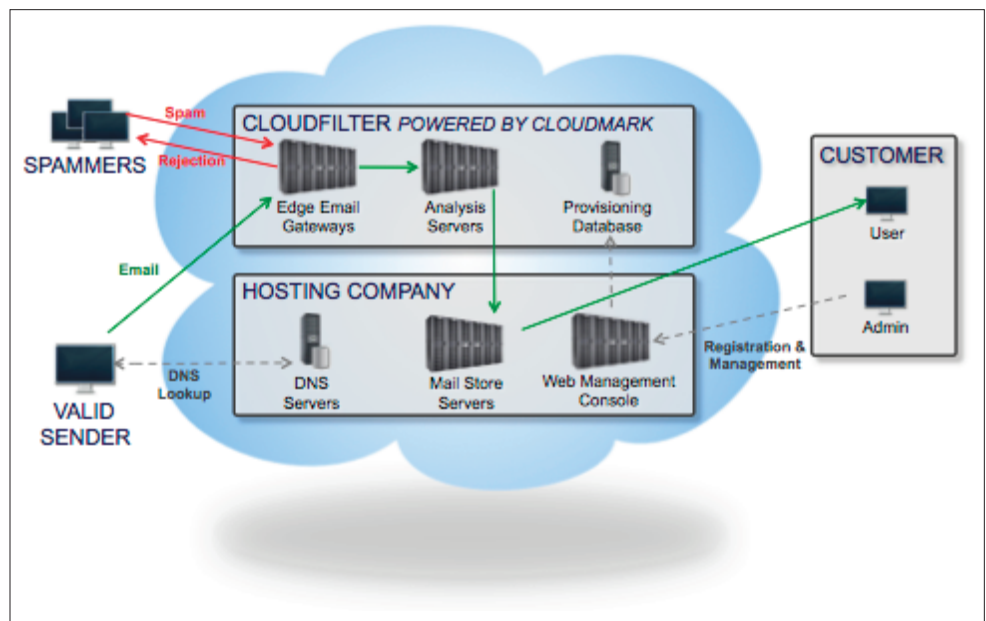 Spam
CLOUDFILTER POWERED BY CLOUDMARK
SPAMMERS
Rejection
Edge Email
Gateways
Analysis
Servers
Provisioning
Database
CUSTOMER
User
Admin
Email
HOSTING COMPANY
DNS
Lookup
DNS
Servers
Mail Store
Servers
Web Management
Console
Registration &
Management
VALID
SENDER